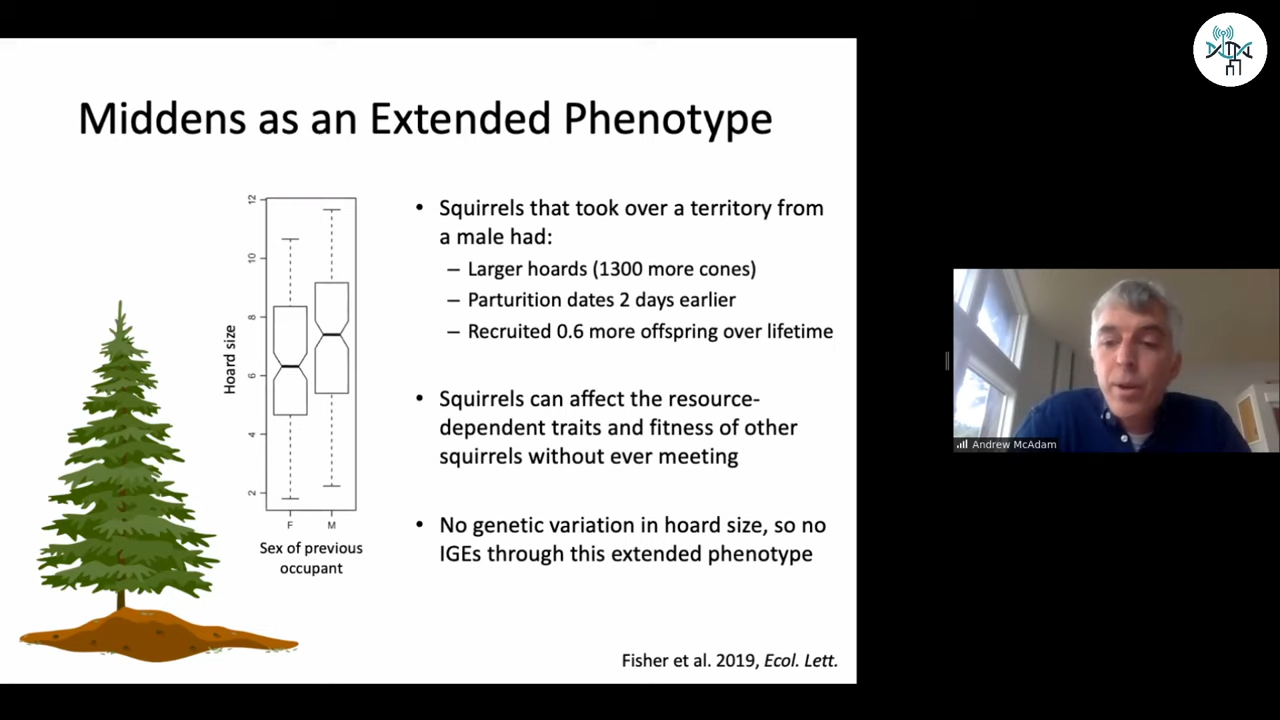 Middens as an Extended Phenotype
12
10
8
6
4
2
Hoard size
F M
Sex of previous
occupant
• Squirrels that took over a territory from
a male had:
– Larger hoards (1300 more cones)
– Parturition dates 2 days earlier
– Recruited 0.6 more offspring over lifetime
• Squirrels can affect the resource-
dependent traits and fitness of other
squirrels without ever meeting
• No genetic variation in hoard size, so no
IGEs through this extended phenotype
Fisher et al. 2019, Ecol. Lett.
Andrew McAdam